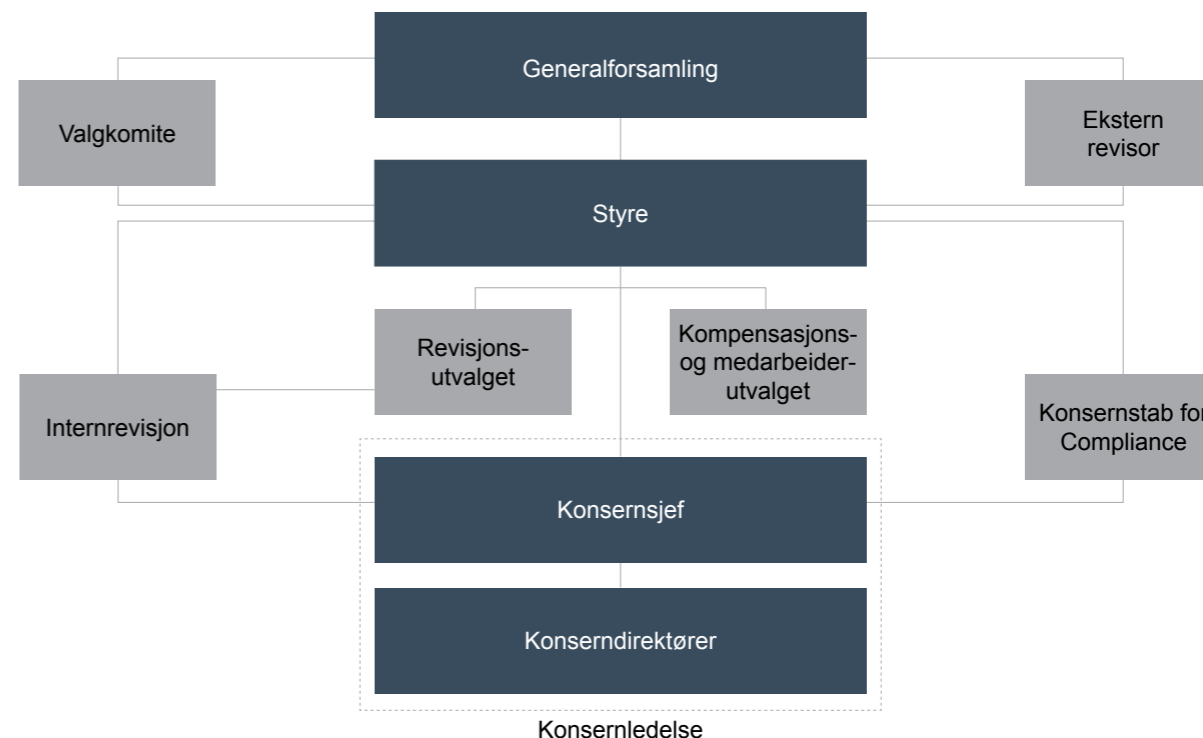 Generalforsamling
Valgkomite
Ekstern
revisor
Styre
Revisjons-
utvalget
Kompensasjons-
og medarbeider-
utvalget
Internrevisjon
Konsernstab for
Compliance
Konsernsjef
Konserndirektører
Konsernledelse